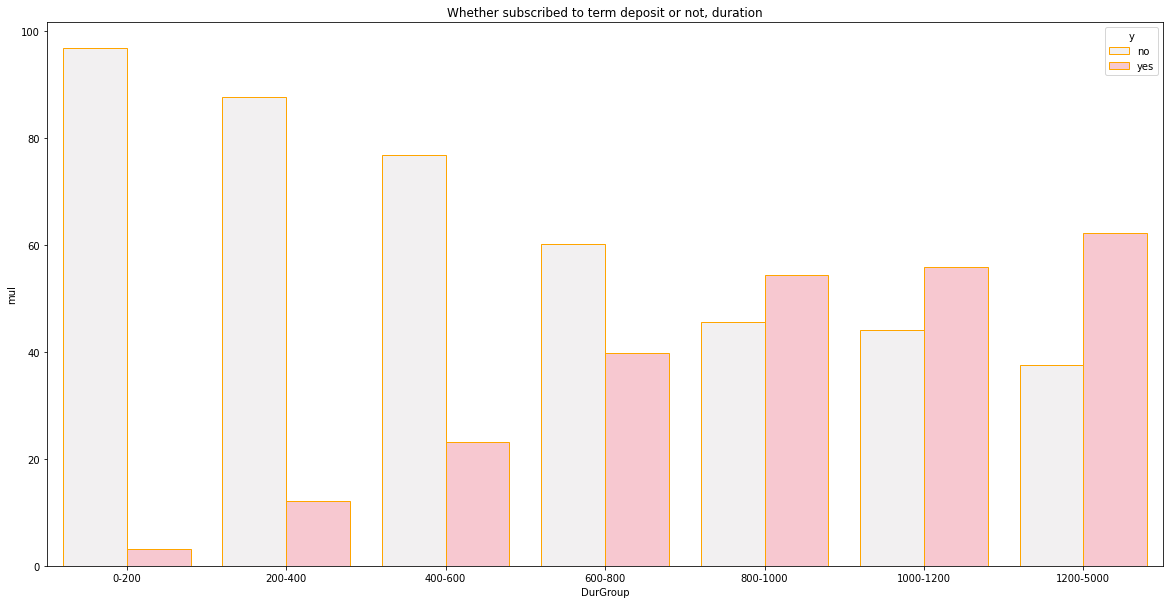 Whether subscribed to term deposit or not, duration
y
no
yes
100
80
60
40
20
0
mul
0-200
200-400
400-600
600-800
800-1000
1000-1200
1200-5000
DurGroup